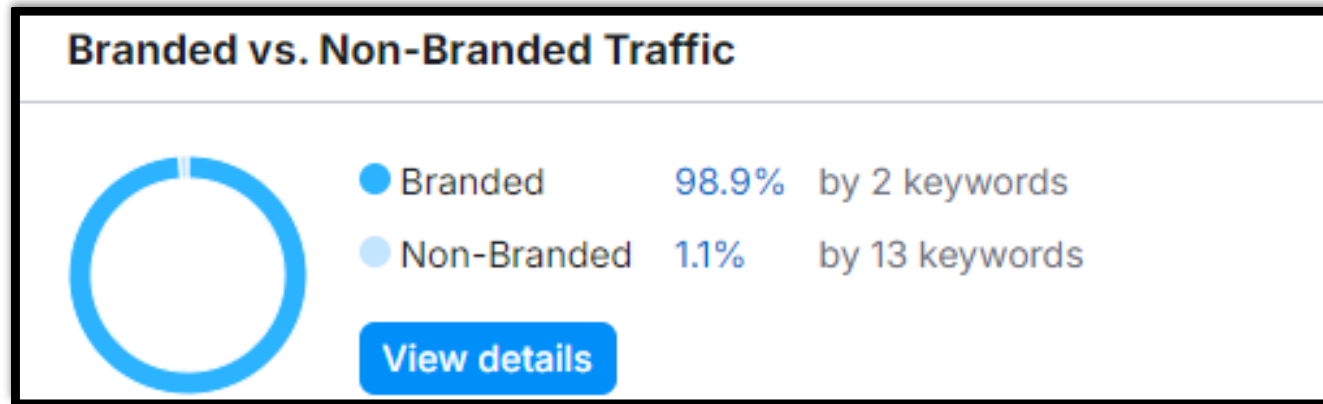 Branded vs. Non-Branded Traffic
Branded 98.9% by 2 keywords
Non-Branded 1.1% by 13 keywords
View details